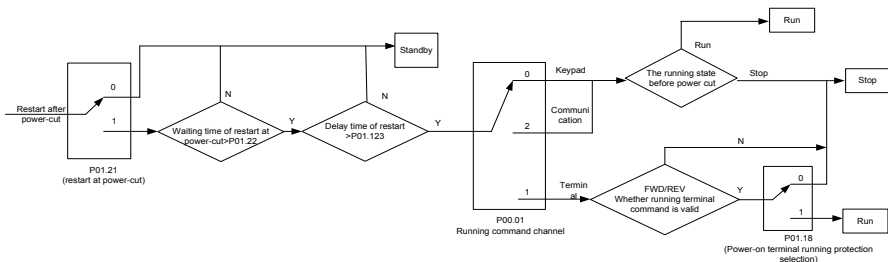 Run
Run
Standby
0
N
N
0
Keypad
The running state
before power cut
Stop
Stop
Restart after
power-cut
1
Waiting time of restart at
power-cut>P01.22
Y
Delay time of restart
>P01.123
Y
Communi
cation
2
P01.21
(restart at power-cut)
N
1
Termin
al
FWD/REV
Whether running terminal
command is valid
Y
0
1
Run
P00.01
Running command channel
P01.18
(Power-on terminal running protection
selection)